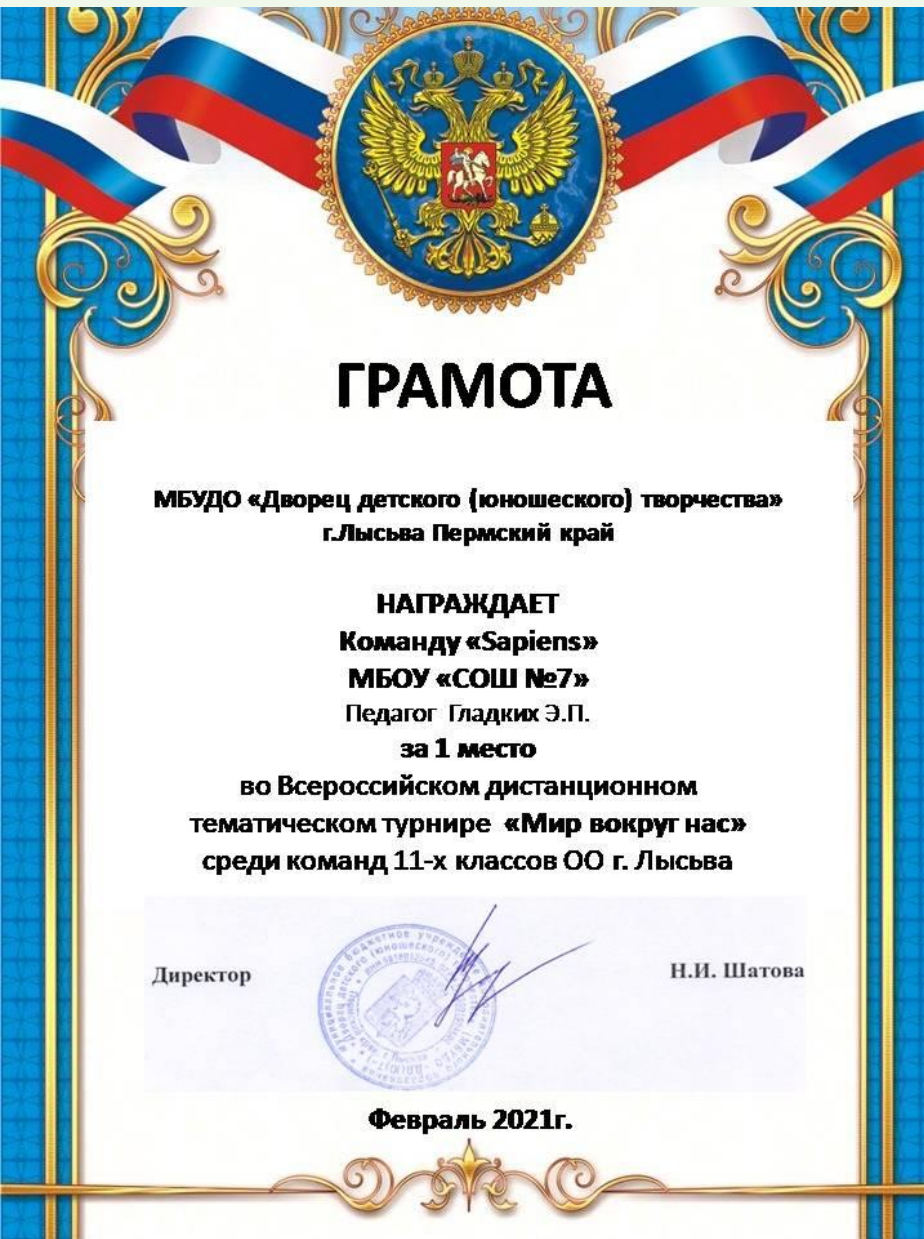 ГРАМОТА
МБУДО «Дворец детского (юношеского) творчества»
г.Лысьва Пермский край
НАГРАЖДАЕТ
Команду «Sapiens»
МБОУ «СОШ №7»
Педагог Гладких Э.П.
за 1 место
во Всероссийском дистанционном
тематическом турнире «Мир вокруг нас»
среди команд 11-х классов ОО г. Лысьва
Директор
Н.И. Шатова
Февраль 2021г.